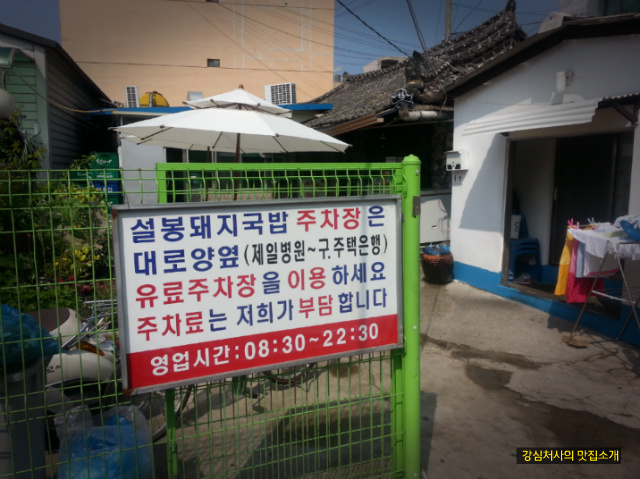 설봉돼지국밥 주차장은
대로양옆(제일병원~구.주택은행)
유료주차장을 이용하세요
주차료는 저희가 부담합니다
영업시간:08:30~22:30
강심처사의 맛집소개